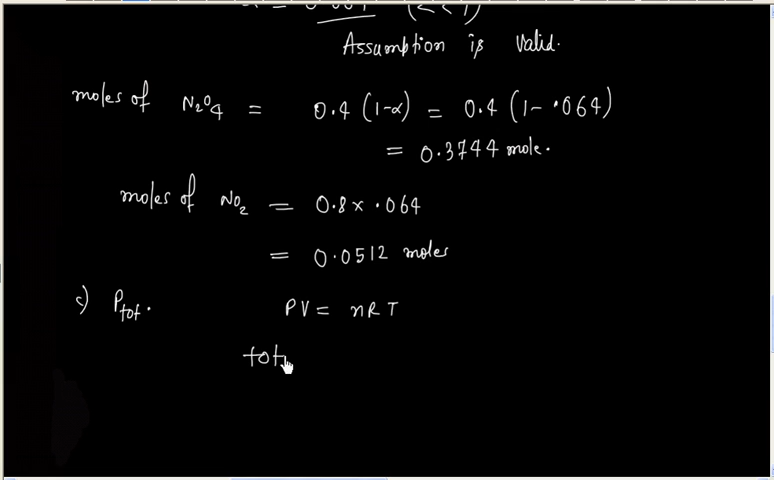 Assumption is Valid.
moles of N₂O₄ = 0.4 (1-α) = 0.4 (1- .064)
= 0.3744 mole.
moles of NO₂ = 0.8 × .064
= 0.0512 moles
c) Ptot. PV = nRT
tot